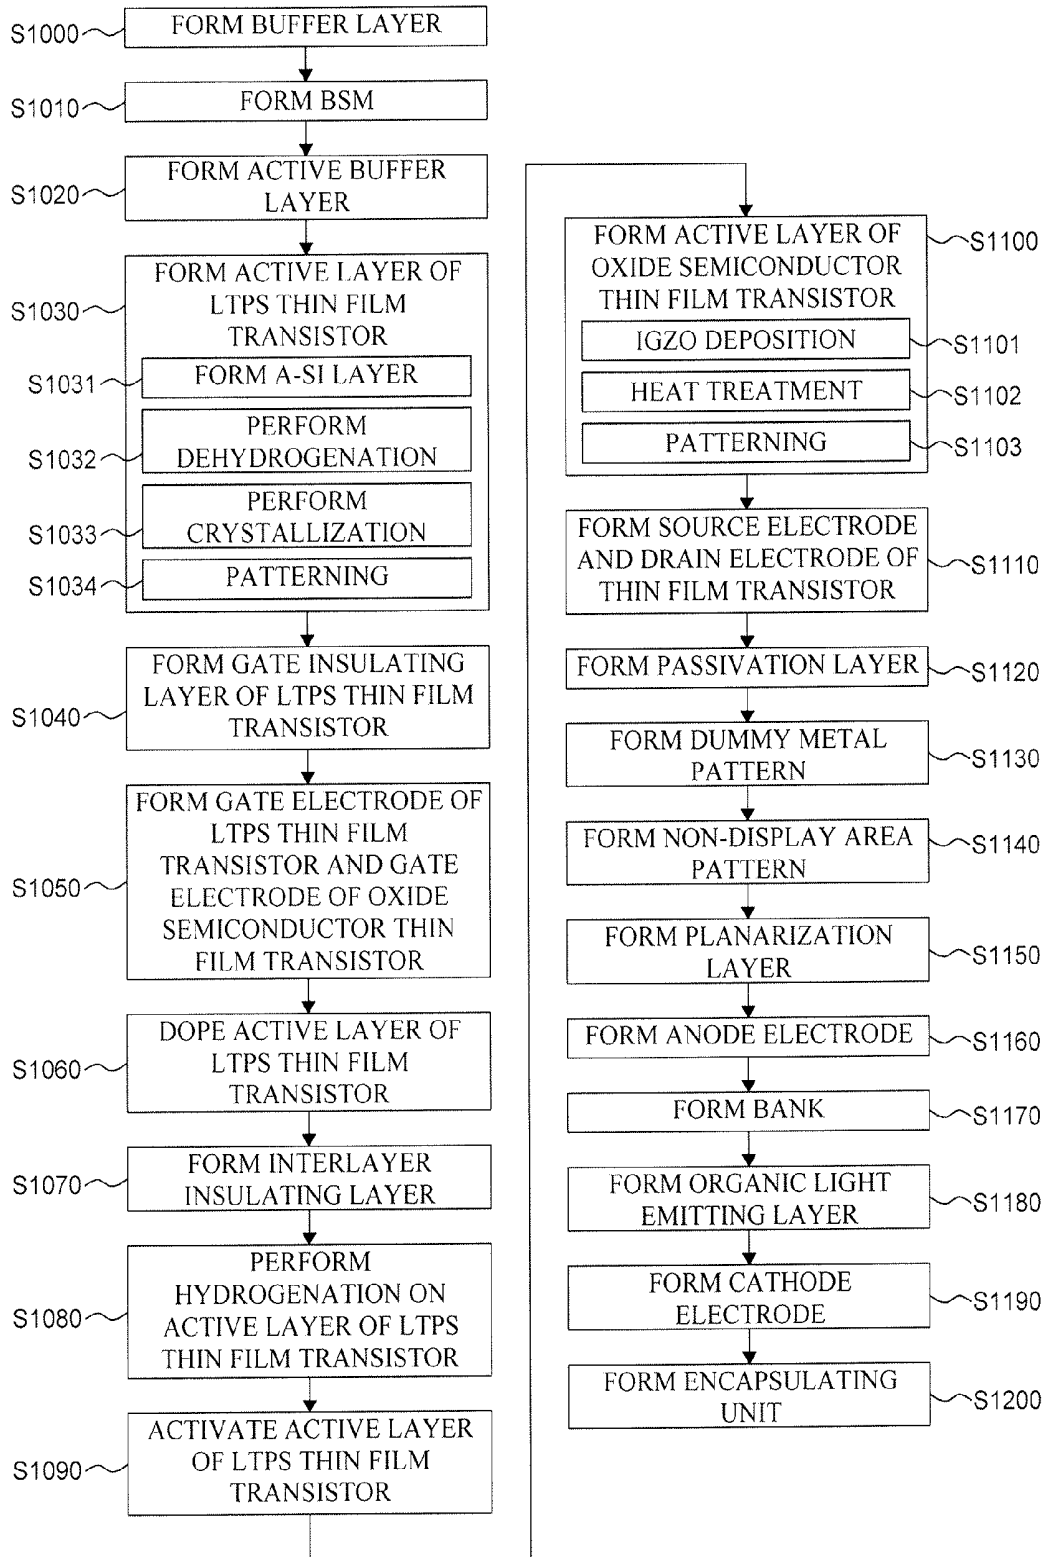 S1000
FORM BUFFER LAYER
S1010
FORM BSM
S1020
FORM ACTIVE BUFFER
LAYER
S1030
FORM ACTIVE LAYER OF
LTPS THIN FILM
TRANSISTOR
S1031
FORM A-SI LAYER
S1032
PERFORM
DEHYDROGENATION
S1033
PERFORM
CRYSTALLIZATION
S1034
PATTERNING
S1040
FORM GATE INSULATING
LAYER OF LTPS THIN FILM
TRANSISTOR
S1050
FORM GATE ELECTRODE OF
LTPS THIN FILM
TRANSISTOR AND GATE
ELECTRODE OF OXIDE
SEMICONDUCTOR THIN
FILM TRANSISTOR
S1060
DOPE ACTIVE LAYER OF
LTPS THIN FILM
TRANSISTOR
S1070
FORM INTERLAYER
INSULATING LAYER
S1080
PERFORM
HYDROGENATION ON
ACTIVE LAYER OF LTPS
THIN FILM TRANSISTOR
S1090
ACTIVATE ACTIVE LAYER
OF LTPS THIN FILM
TRANSISTOR
FORM ACTIVE LAYER OF
OXIDE SEMICONDUCTOR
THIN FILM TRANSISTOR
S1100
IGZO DEPOSITION
S1101
HEAT TREATMENT
S1102
PATTERNING
S1103
FORM SOURCE ELECTRODE
AND DRAIN ELECTRODE OF
THIN FILM TRANSISTOR
S1110
FORM PASSIVATION LAYER
S1120
FORM DUMMY METAL
PATTERN
S1130
FORM NON-DISPLAY AREA
PATTERN
S1140
FORM PLANARIZATION
LAYER
S1150
FORM ANODE ELECTRODE
S1160
FORM BANK
S1170
FORM ORGANIC LIGHT
EMITTING LAYER
S1180
FORM CATHODE
ELECTRODE
S1190
FORM ENCAPSULATING
UNIT
S1200